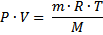 P · V = m · R · T / M